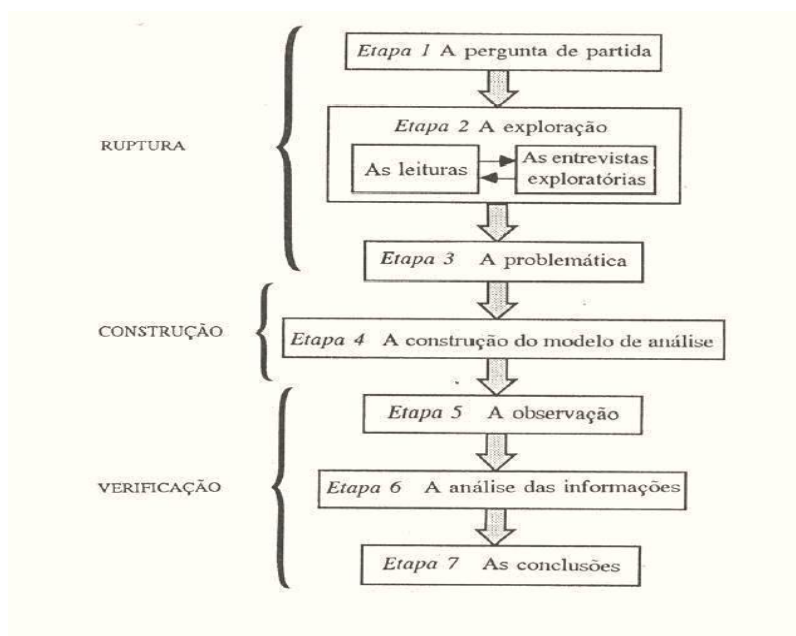 Etapa 1 A pergunta de partida
RUPTURA
Etapa 2 A exploração
As leituras
As entrevistas
exploratórias
Etapa 3 A problemática
CONSTRUÇÃO
Etapa 4 A construção do modelo de análise
Etapa 5 A observação
VERIFICAÇÃO
Etapa 6 A análise das informações
Etapa 7 As conclusões